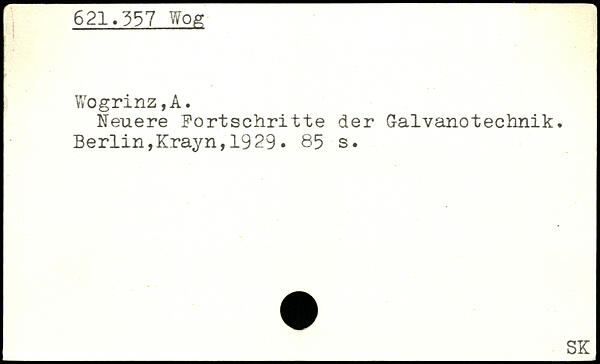 621.357 Wog
Wogrinz,A.
Neuere Fortschritte der Galvanotechnik.
Berlin,Krayn,1929. 85 s.
SK